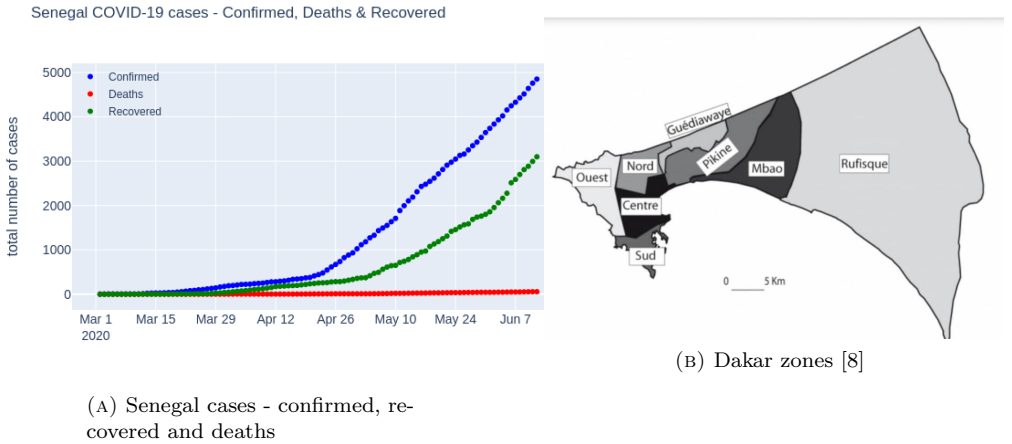 Senegal COVID-19 cases - Confirmed, Deaths & Recovered
total number of cases
5000
4000
3000
2000
1000
0
Confirmed
Deaths
Recovered
Mar 1
2020
Mar 15
Mar 29
Apr 12
Apr 26
May 10
May 24
Jun 7
(A) Senegal cases - confirmed, re-
covered and deaths
Guédiawaye
Ouest
Nord
Pikine
Mbao
Rufisque
Centre
Sud
0 5 Km
(B) Dakar zones [8]